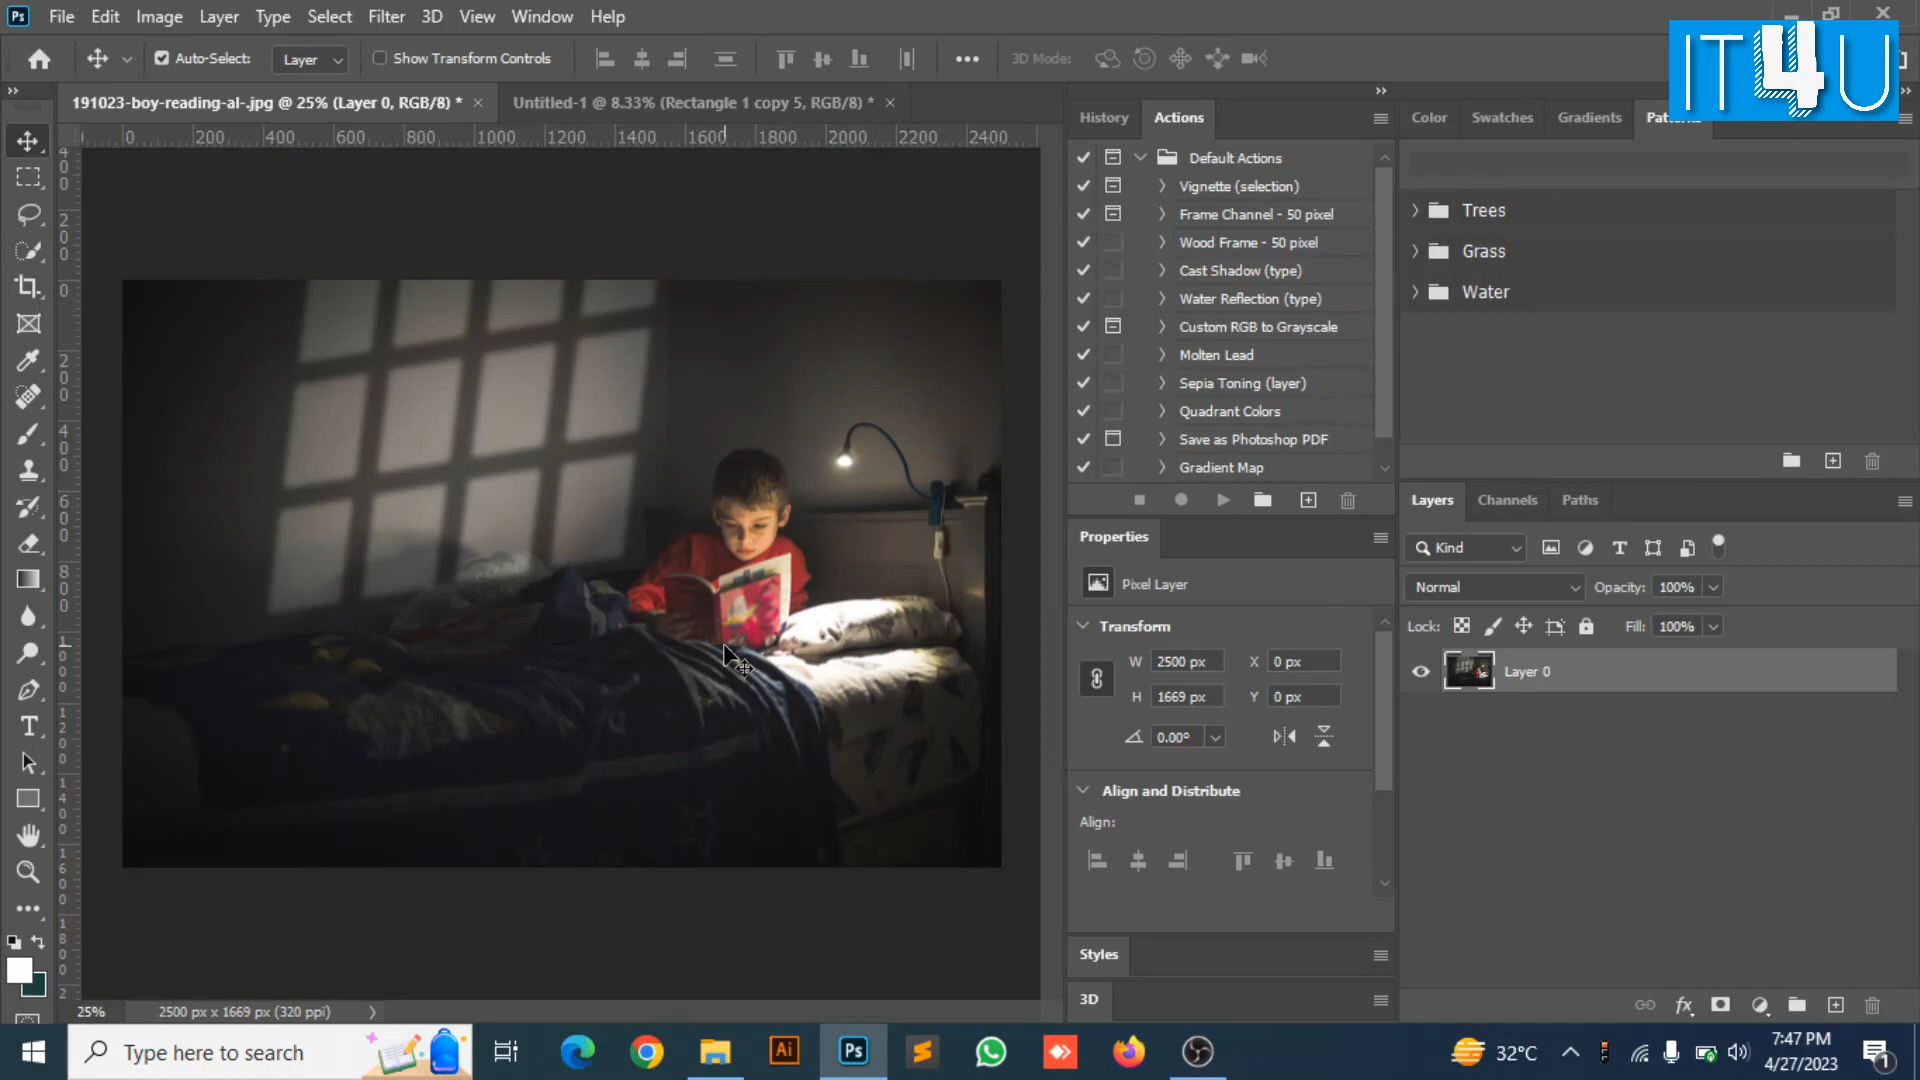 Ps File Edit Image Layer Type Select Filter 3D View Window Help
IT4U
Auto-Select: Layer Show Transform Controls 3D Mode:
191023-boy-reading-al-.jpg @ 25% (Layer 0, RGB/8) *
Untitled-1 @ 8.33% (Rectangle 1 copy 5, RGB/8) *
0 200 400 600 800 1000 1200 1400 1600 1800 2000 2200 2400
History Actions
Default Actions
Vignette (selection)
Frame Channel - 50 pixel
Wood Frame - 50 pixel
Cast Shadow (type)
Water Reflection (type)
Custom RGB to Grayscale
Molten Lead
Sepia Toning (layer)
Quadrant Colors
Save as Photoshop PDF
Gradient Map
Color Swatches Gradients
Trees
Grass
Water
Properties
Pixel Layer
Transform
W 2500 px X 0 px
H 1669 px Y 0 px
0.00°
Align and Distribute
Align:
Styles
3D
Layers Channels Paths
Kind
Normal Opacity: 100%
Lock: Fill: 100%
Layer 0
25% 2500 px x 1669 px (320 ppi)
Type here to search
Ai
Ps
32°C
7:47 PM
4/27/2023
1